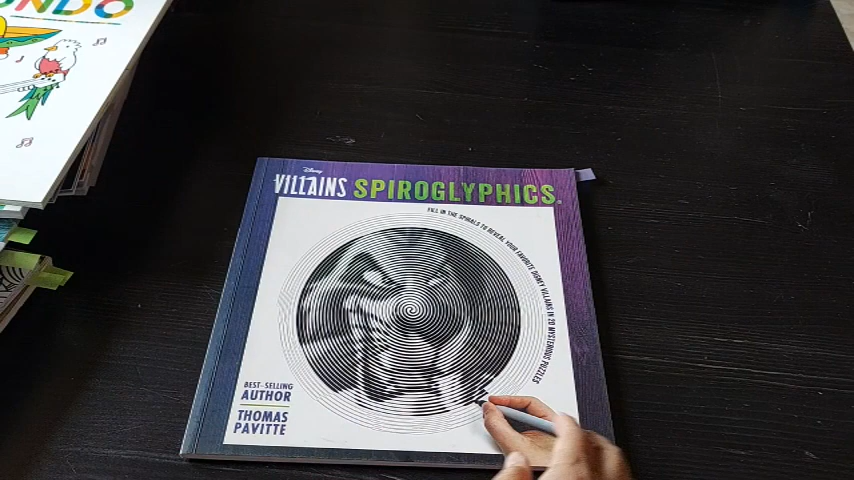 NDO
Disney
VILLAINS SPIROGLYPHICS®
FILL IN THE SPIRALS TO REVEAL YOUR FAVORITE DISNEY VILLAINS IN 20 MYSTERIOUS PUZZLES
BEST-SELLING
AUTHOR
THOMAS
PAVITTE